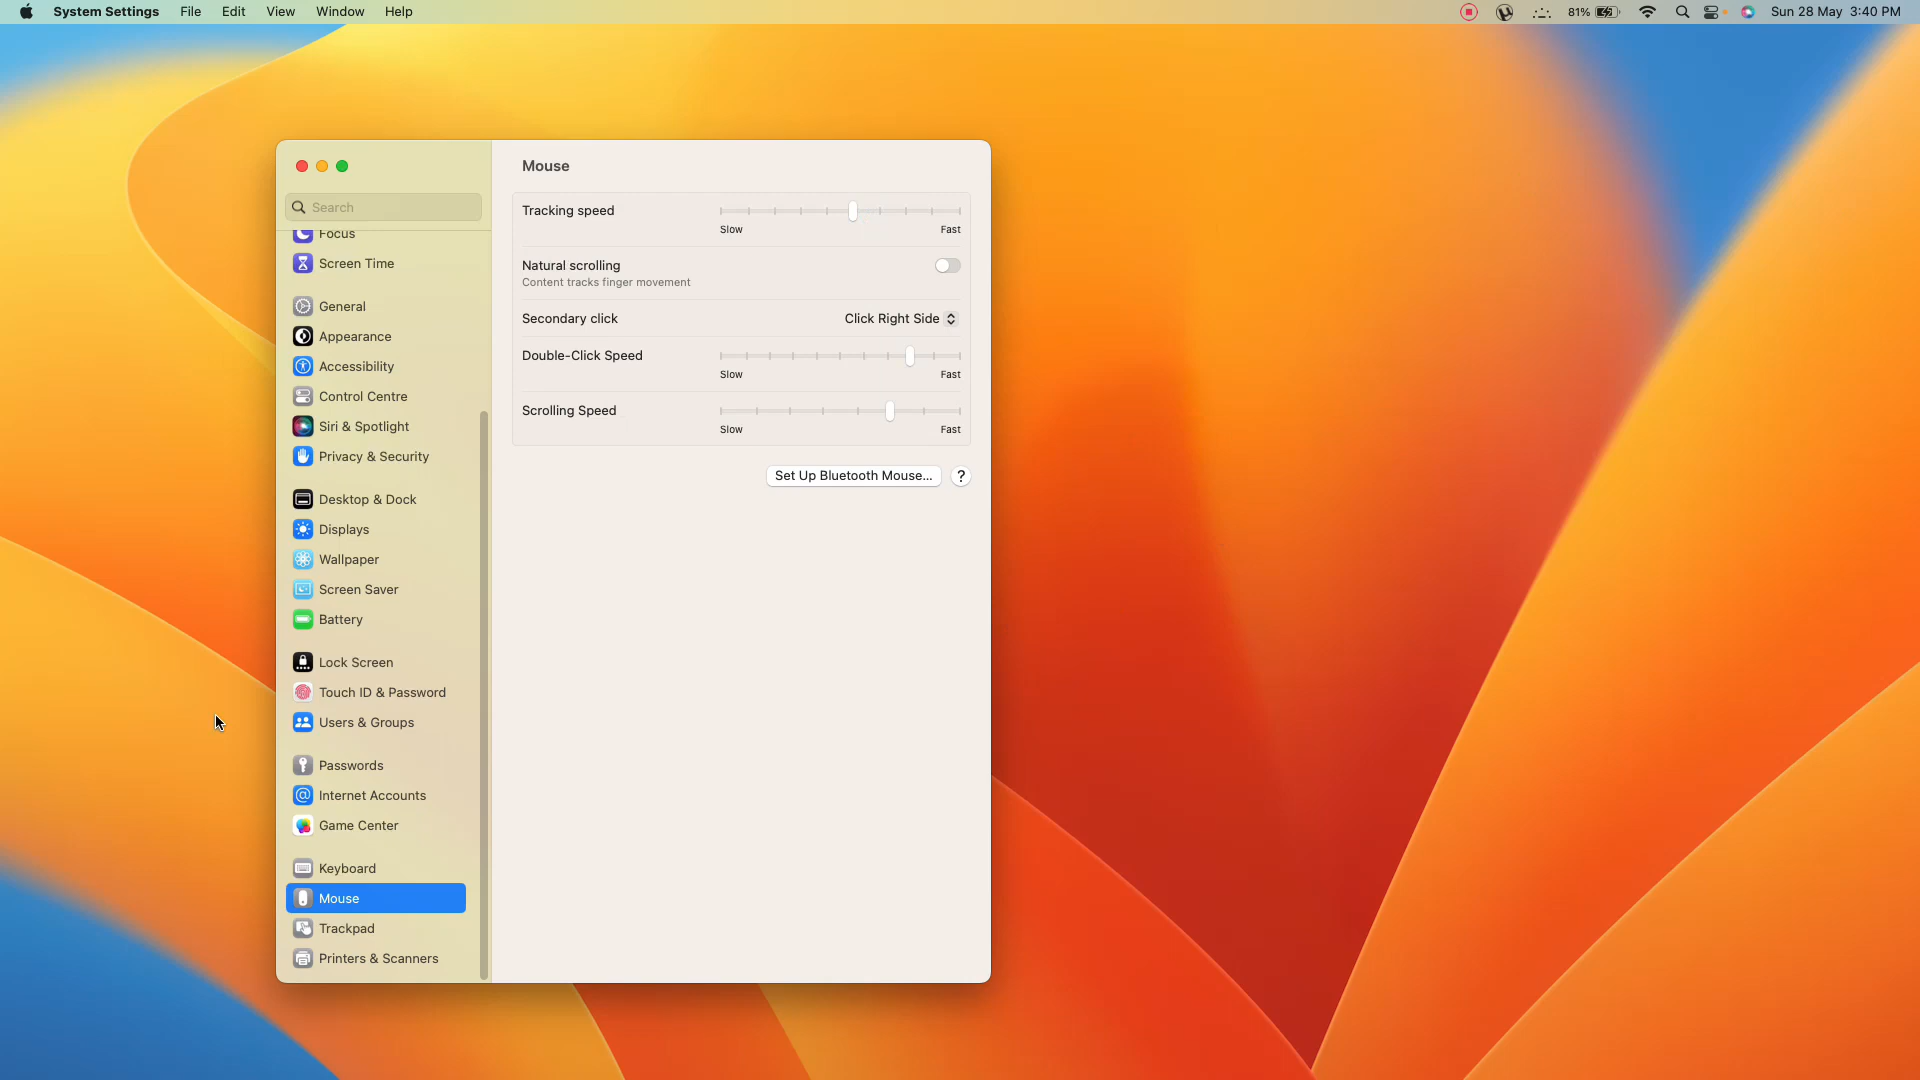 System Settings File Edit View Window Help
81% Sun 28 May 3:40 PM
Search
Focus
Screen Time
General
Appearance
Accessibility
Control Centre
Siri & Spotlight
Privacy & Security
Desktop & Dock
Displays
Wallpaper
Screen Saver
Battery
Lock Screen
Touch ID & Password
Users & Groups
Passwords
Internet Accounts
Game Center
Keyboard
Mouse
Trackpad
Printers & Scanners
Mouse
Tracking speed
Slow Fast
Natural scrolling
Content tracks finger movement
Secondary click Click Right Side
Double-Click Speed
Slow Fast
Scrolling Speed
Slow Fast
Set Up Bluetooth Mouse... ?